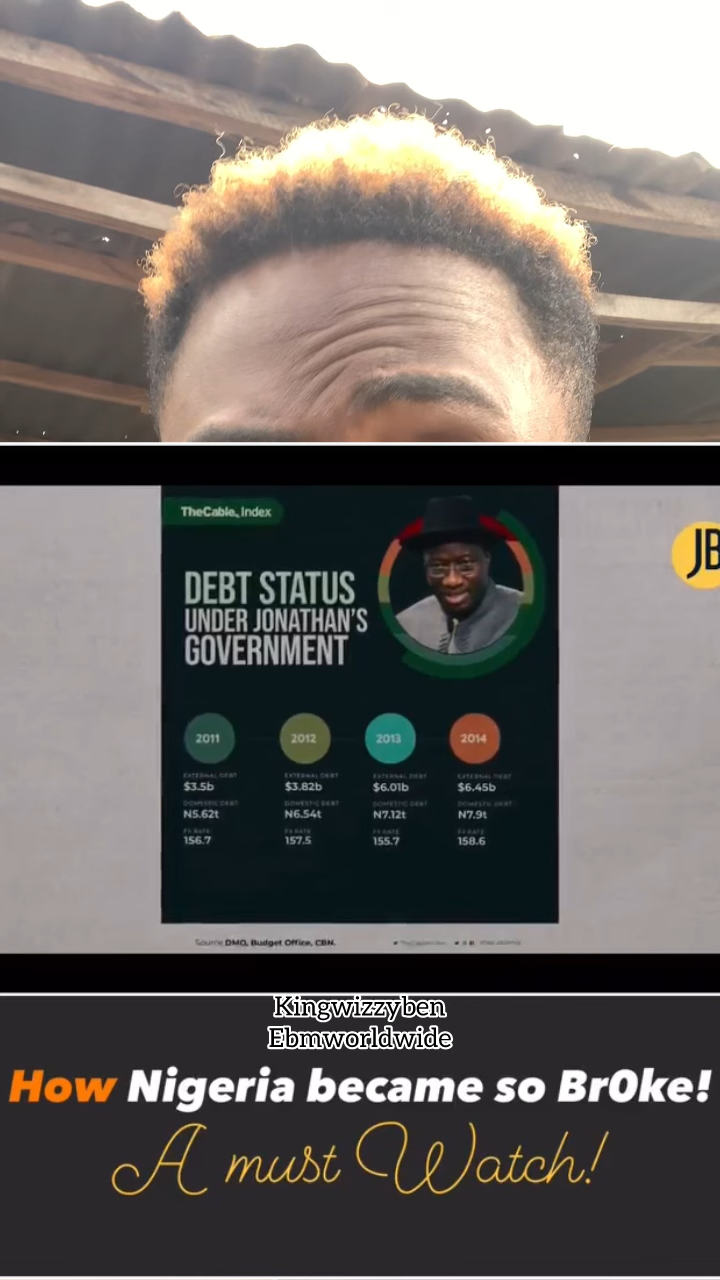 TheCable Index
JB
DEBT STATUS
UNDER JONATHAN'S
GOVERNMENT
2011 2012 2013 2014
EXTERNAL DEBT EXTERNAL DEBT EXTERNAL DEBT EXTERNAL DEBT
$3.5b $3.82b $6.01b $6.45b
DOMESTIC DEBT DOMESTIC DEBT DOMESTIC DEBT DOMESTIC DEBT
N5.62t N6.54t N7.12t N7.9t
FX RATE FX RATE FX RATE FX RATE
156.7 157.5 155.7 158.6
Source: DMO, Budget Office, CBN.
Kingwizzyben
Ebmworldwide
How Nigeria became so Br0ke!
A must Watch!